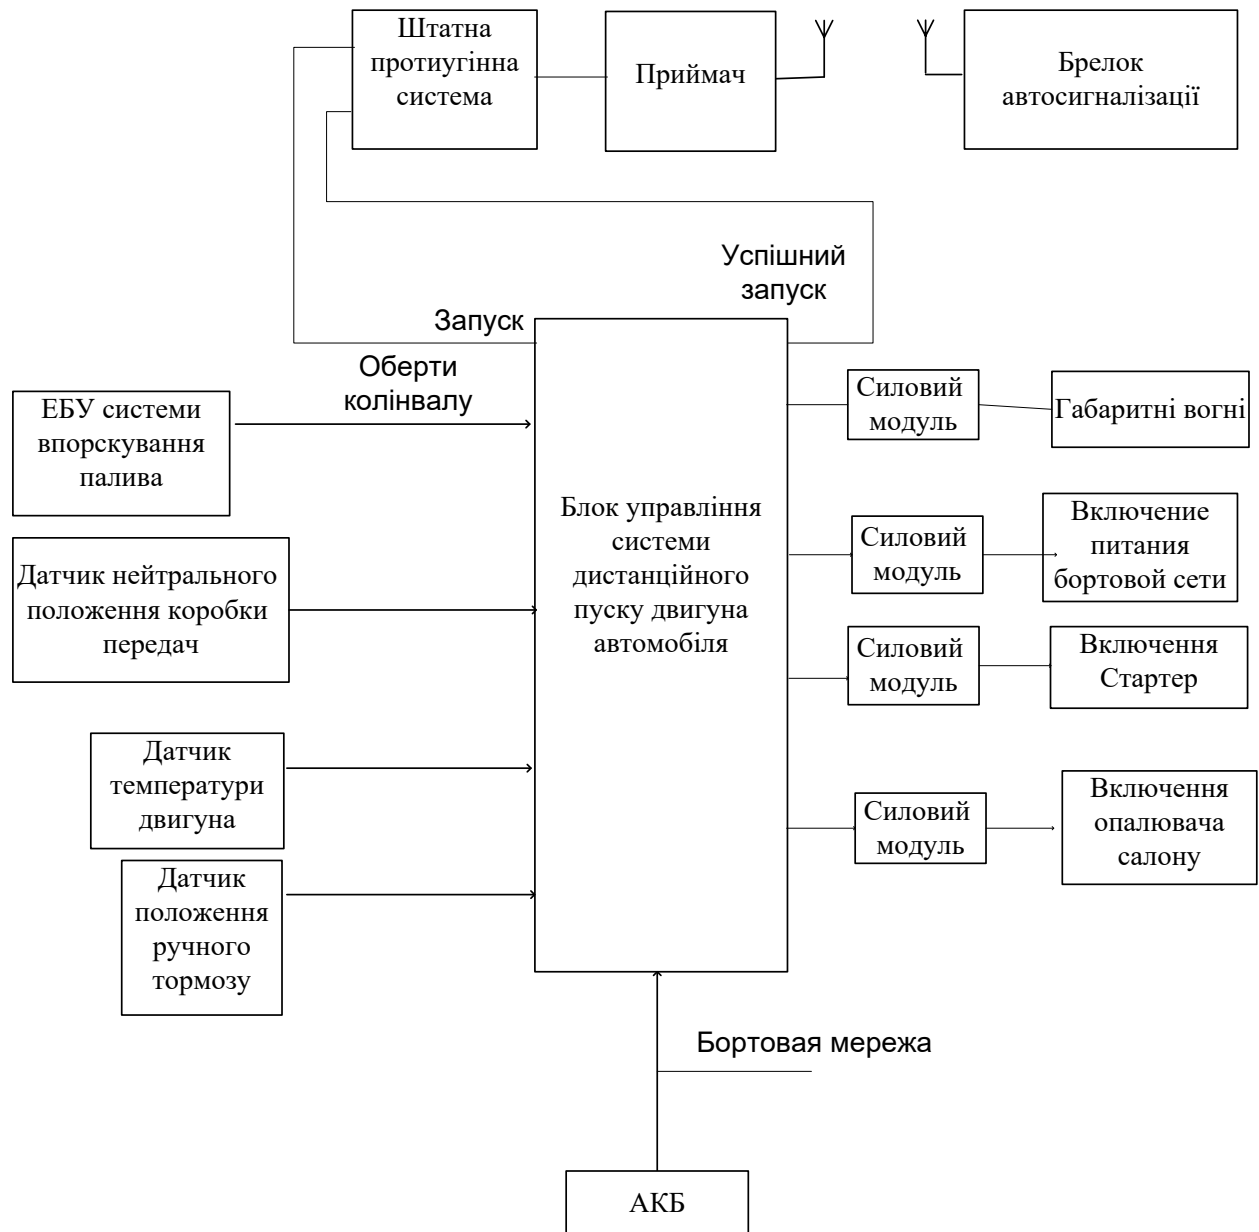 Штатна
протиугінна
система
Приймач
Брелок
автосигналізації
Успішний
запуск
Запуск
Оберти
колінвалу
ЕБУ системи
впорскування
палива
Датчик нейтрального
положення коробки
передач
Датчик
температури
двигуна
Датчик
положення
ручного
тормозу
Блок управління
системи
дистанційного
пуску двигуна
автомобіля
Силовий
модуль
Габаритні вогні
Силовий
модуль
Включение
питания
бортовой сети
Силовий
модуль
Включення
Стартер
Силовий
модуль
Включення
опалювача
салону
Бортовая мережа
АКБ